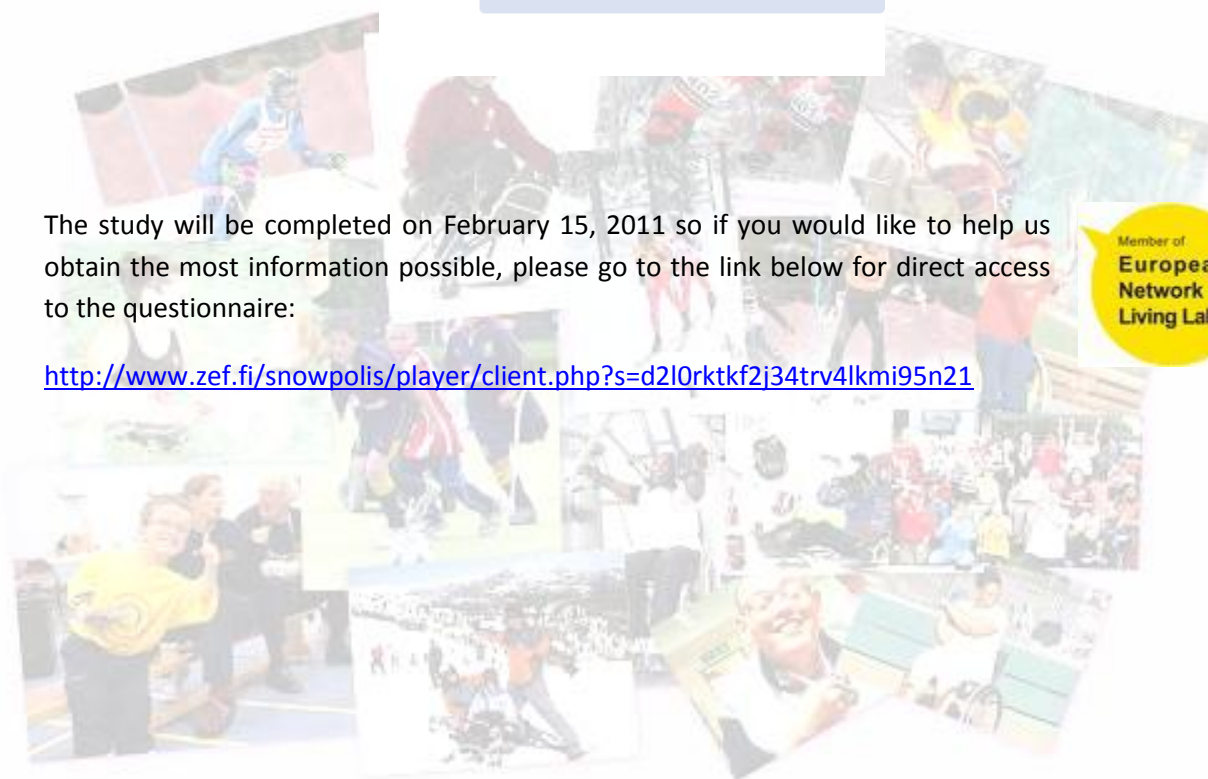 The study will be completed on February 15, 2011 so if you would like to help us
obtain the most information possible, please go to the link below for direct access
to the questionnaire:
http://www.zef.fi/snowpolis/player/client.php?s=d2l0rktkf2j34trv4lkmi95n21
Member of
Europea
Network
Living Lal